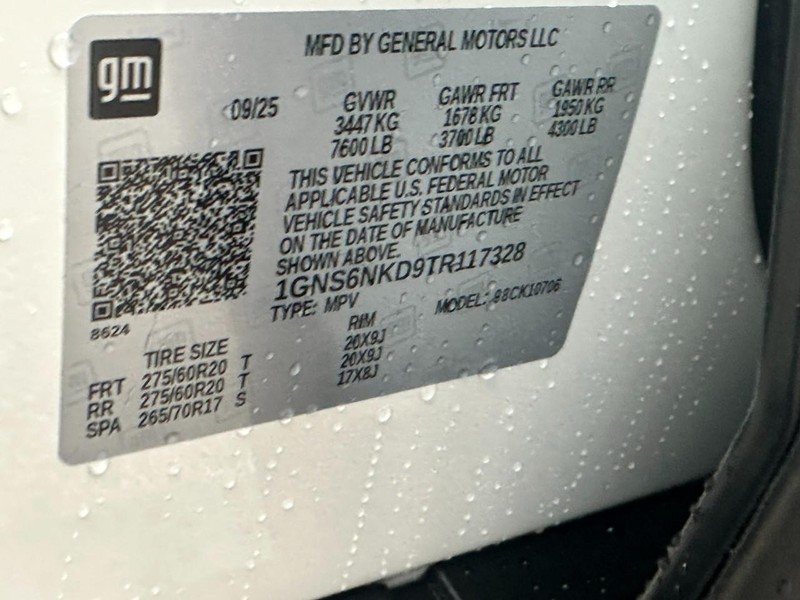 gm
MFD BY GENERAL MOTORS LLC
09/25
GVWR GAWR FRT GAWR RR
3447 KG 1678 KG 1950 KG
7600 LB 3700 LB 4300 LB
THIS VEHICLE CONFORMS TO ALL
APPLICABLE U.S. FEDERAL MOTOR
VEHICLE SAFETY STANDARDS IN EFFECT
ON THE DATE OF MANUFACTURE
SHOWN ABOVE.
1GNS6NKD9TR117328
TYPE: MPV MODEL: 98CK10706
8624
TIRE SIZE RIM
FRT 275/60R20 T 20X9J
RR 275/60R20 T 20X9J
SPA 265/70R17 S 17X8J